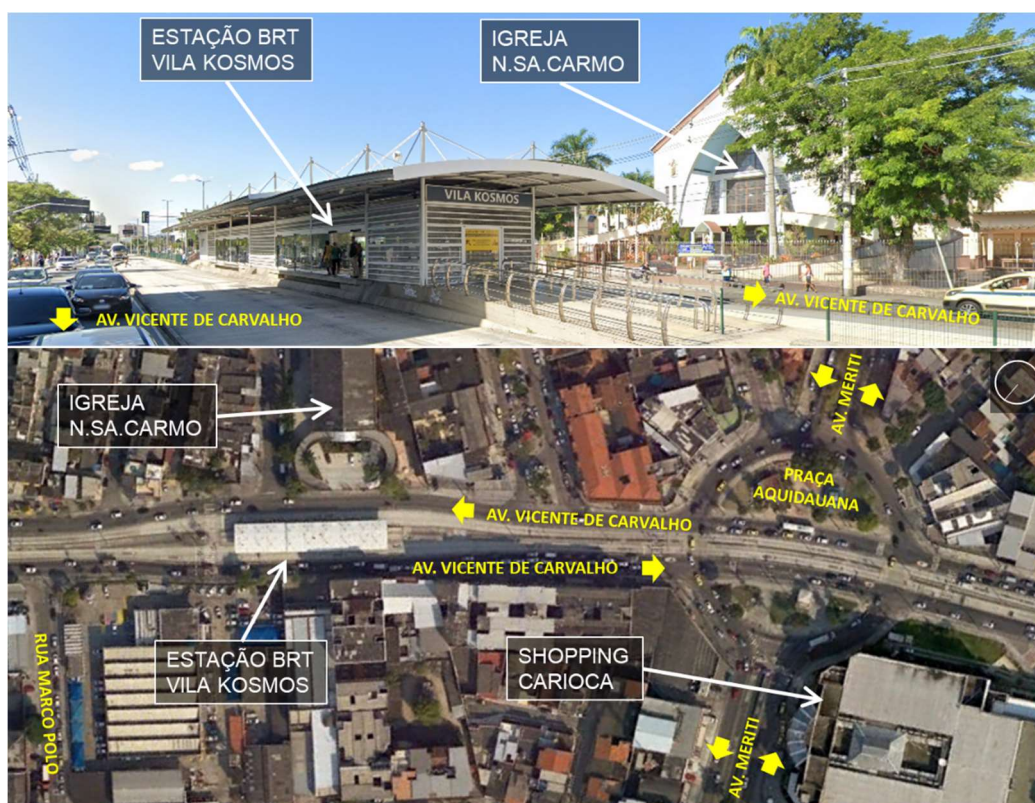 ESTAÇÃO BRT
VILA KOSMOS
IGREJA
N.SA.CARMO
VILA KOSMOS
AV. VICENTE DE CARVALHO
AV. VICENTE DE CARVALHO
IGREJA
N.SA.CARMO
AV. MERITI
PRAÇA
AQUIDAUANA
AV. VICENTE DE CARVALHO
AV. VICENTE DE CARVALHO
RUA MARCO POLO
ESTAÇÃO BRT
VILA KOSMOS
SHOPPING
CARIOCA
AV. MERITI